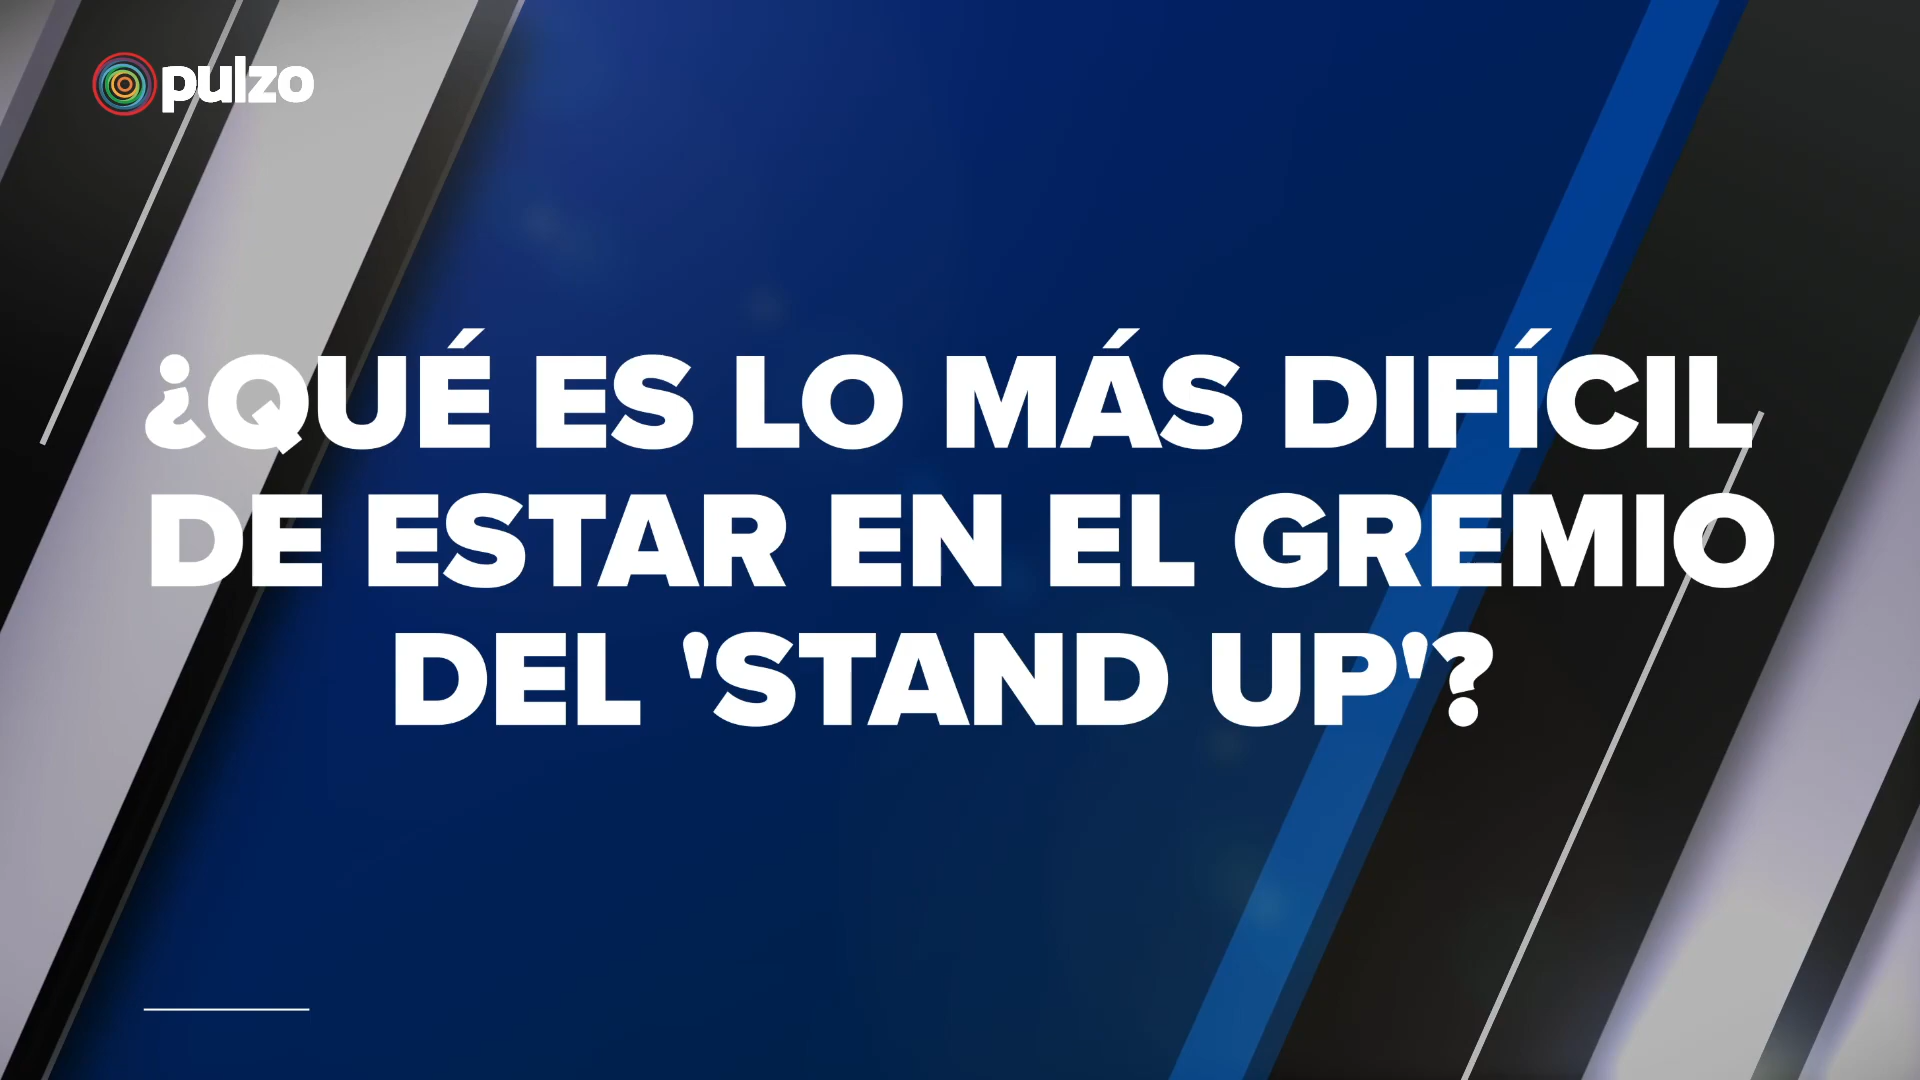 pulzo
¿QUÉ ES LO MÁS DIFÍCIL
DE ESTAR EN EL GREMIO
DEL 'STAND UP'?